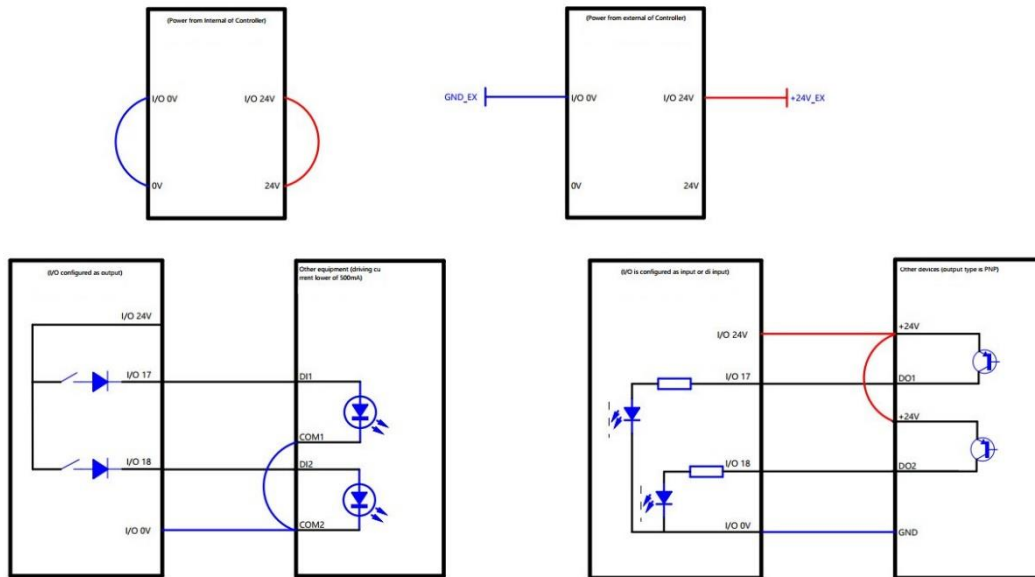 (Power from Internal of Controller)
I/O 0V
I/O 24V
0V
24V
(Power from external of Controller)
GND_EX
I/O 0V
I/O 24V
+24V_EX
0V
24V
(I/O configured as output)
I/O 24V
I/O 17
I/O 18
I/O 0V
Other equipment (driving cu
rrent lower of 500mA)
DI1
COM1
DI2
COM2
(I/O is configured as input or di input)
I/O 24V
I/O 17
I/O 18
I/O 0V
Other devices (output type is PNP)
+24V
DO1
+24V
DO2
GND